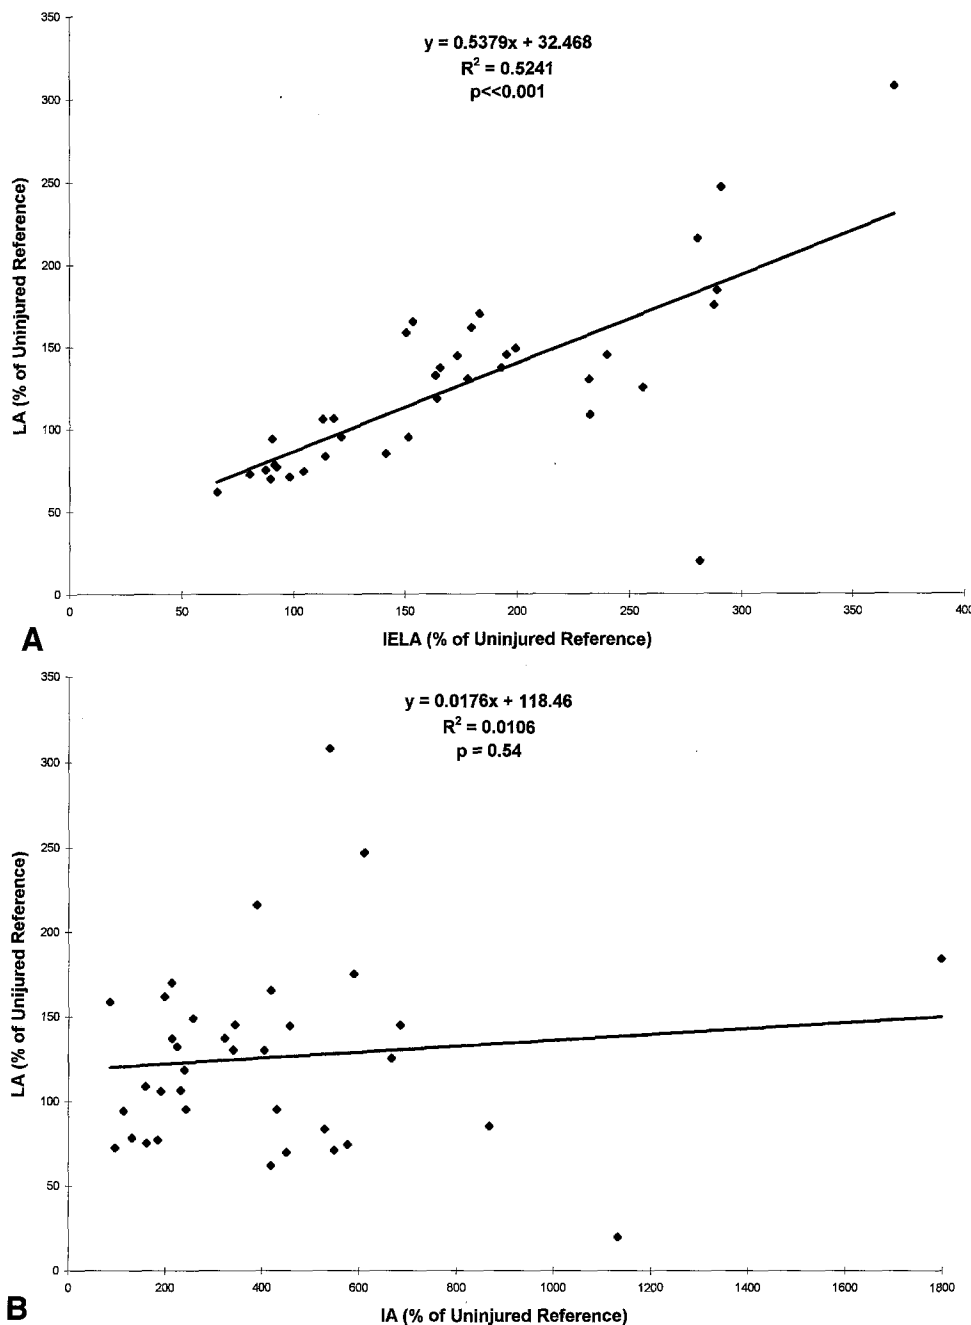 350
y = 0.5379x + 32.468
R² = 0.5241
p<<0.001
300
250
200
150
100
50
0
LA (% of Uninjured Reference)
0 50 100 150 200 250 300 350 400
A
IELA (% of Uninjured Reference)
350
y = 0.0176x + 118.46
R² = 0.0106
p = 0.54
300
250
200
150
100
50
0
LA (% of Unijured Reference)
0 200 400 600 800 1000 1200 1400 1600 1800
B
IA (% of Uninjured Reference)